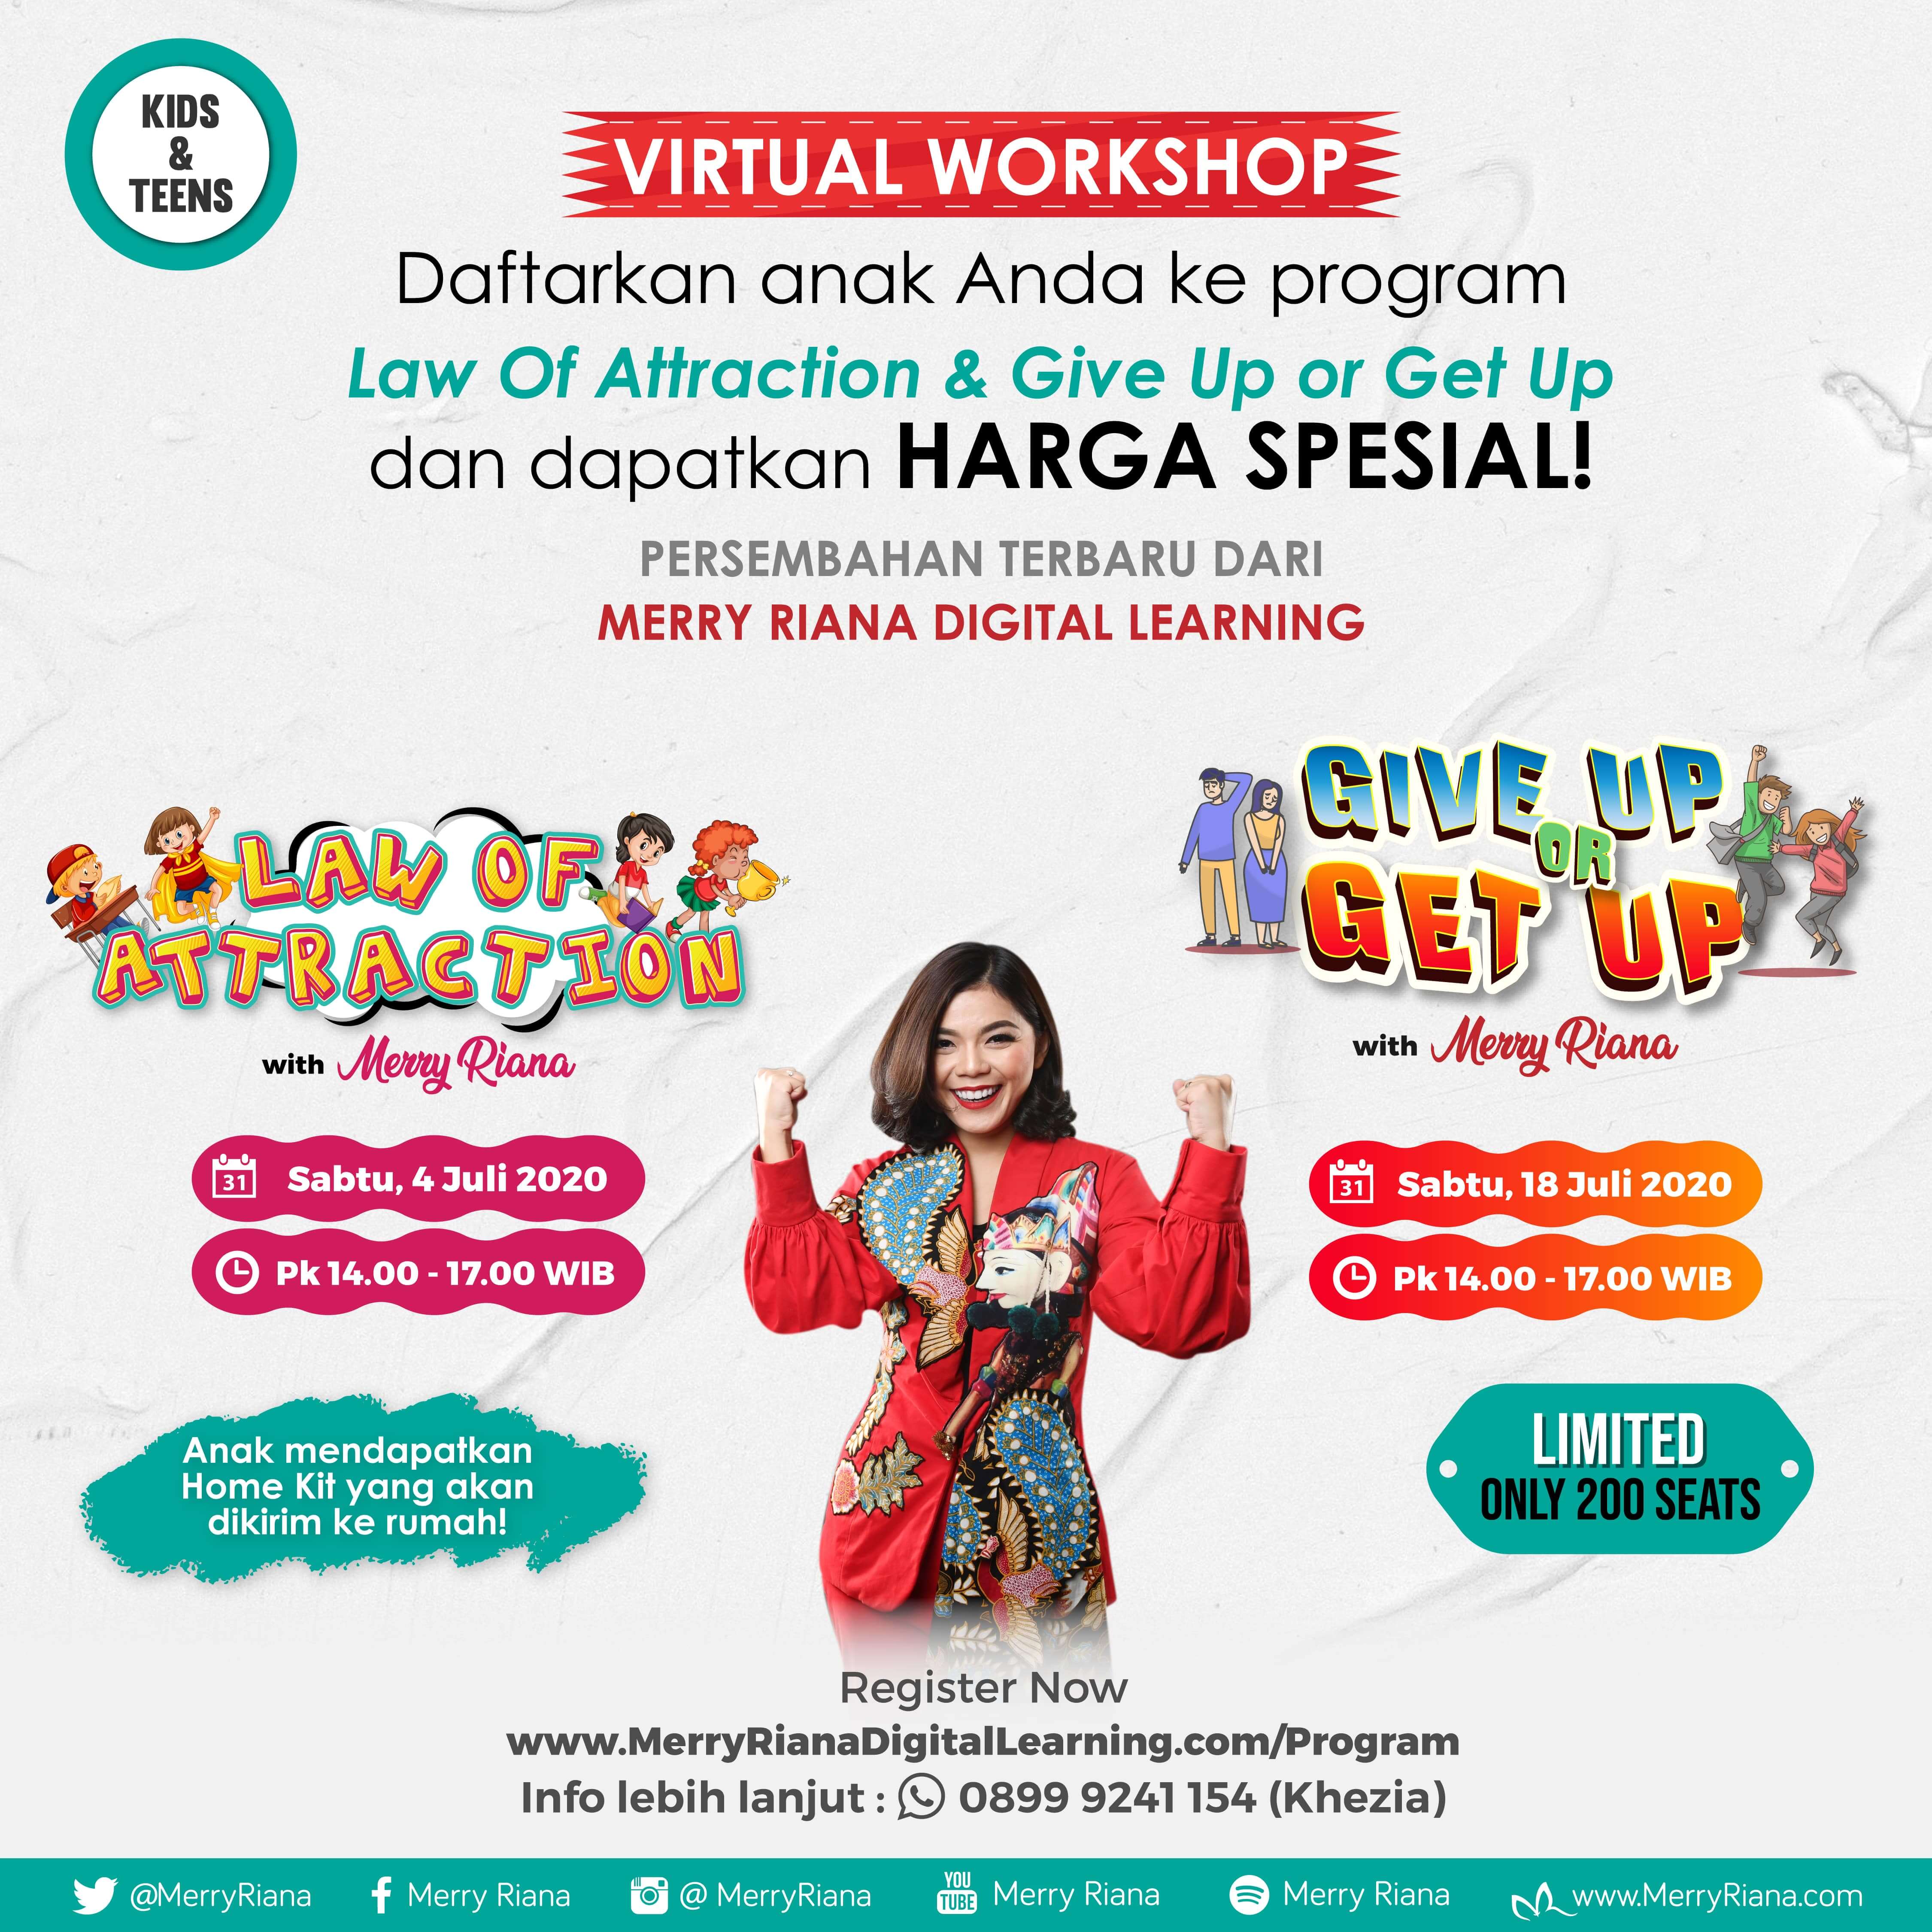 KIDS
&
TEENS
VIRTUAL WORKSHOP
Daftarkan anak Anda ke program
Law Of Attraction & Give Up or Get Up
dan dapatkan HARGA SPESIAL!
PERSEMBAHAN TERBARU DARI
MERRY RIANA DIGITAL LEARNING
LAW OF
ATTRACTION
with Merry Riana
31 Sabtu, 4 Juli 2020
Pk 14.00 - 17.00 WIB
Anak mendapatkan
Home Kit yang akan
dikirim ke rumah!
GIVE UP
OR
GET UP
with Merry Riana
31 Sabtu, 18 Juli 2020
Pk 14.00 - 17.00 WIB
LIMITED
ONLY 200 SEATS
Register Now
www.MerryRianaDigitalLearning.com/Program
Info lebih lanjut : 0899 9241 154 (Khezia)
@MerryRiana Merry Riana @ MerryRiana YOU TUBE Merry Riana Merry Riana www.MerryRiana.com